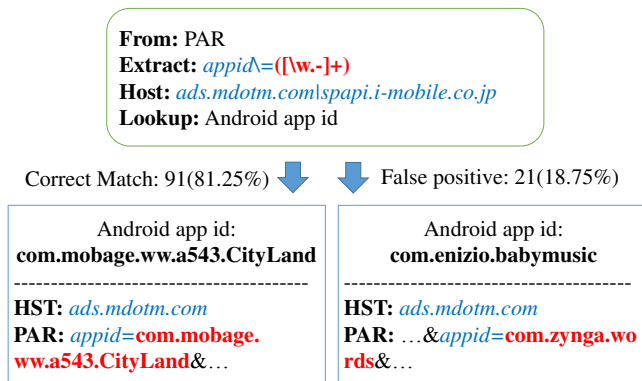 From: PAR
Extract: appid\=([\w.-]+)
Host: ads.mdotm.com|spapi.i-mobile.co.jp
Lookup: Android app id
Correct Match: 91(81.25%)
False positive: 21(18.75%)
Android app id:
com.mobage.ww.a543.CityLand
----------------------------------------
HST: ads.mdotm.com
PAR: appid=com.mobage.
ww.a543.CityLand&…
Android app id:
com.enizio.babymusic
----------------------------------------
HST: ads.mdotm.com
PAR: …&appid=com.zynga.wo
rds&…